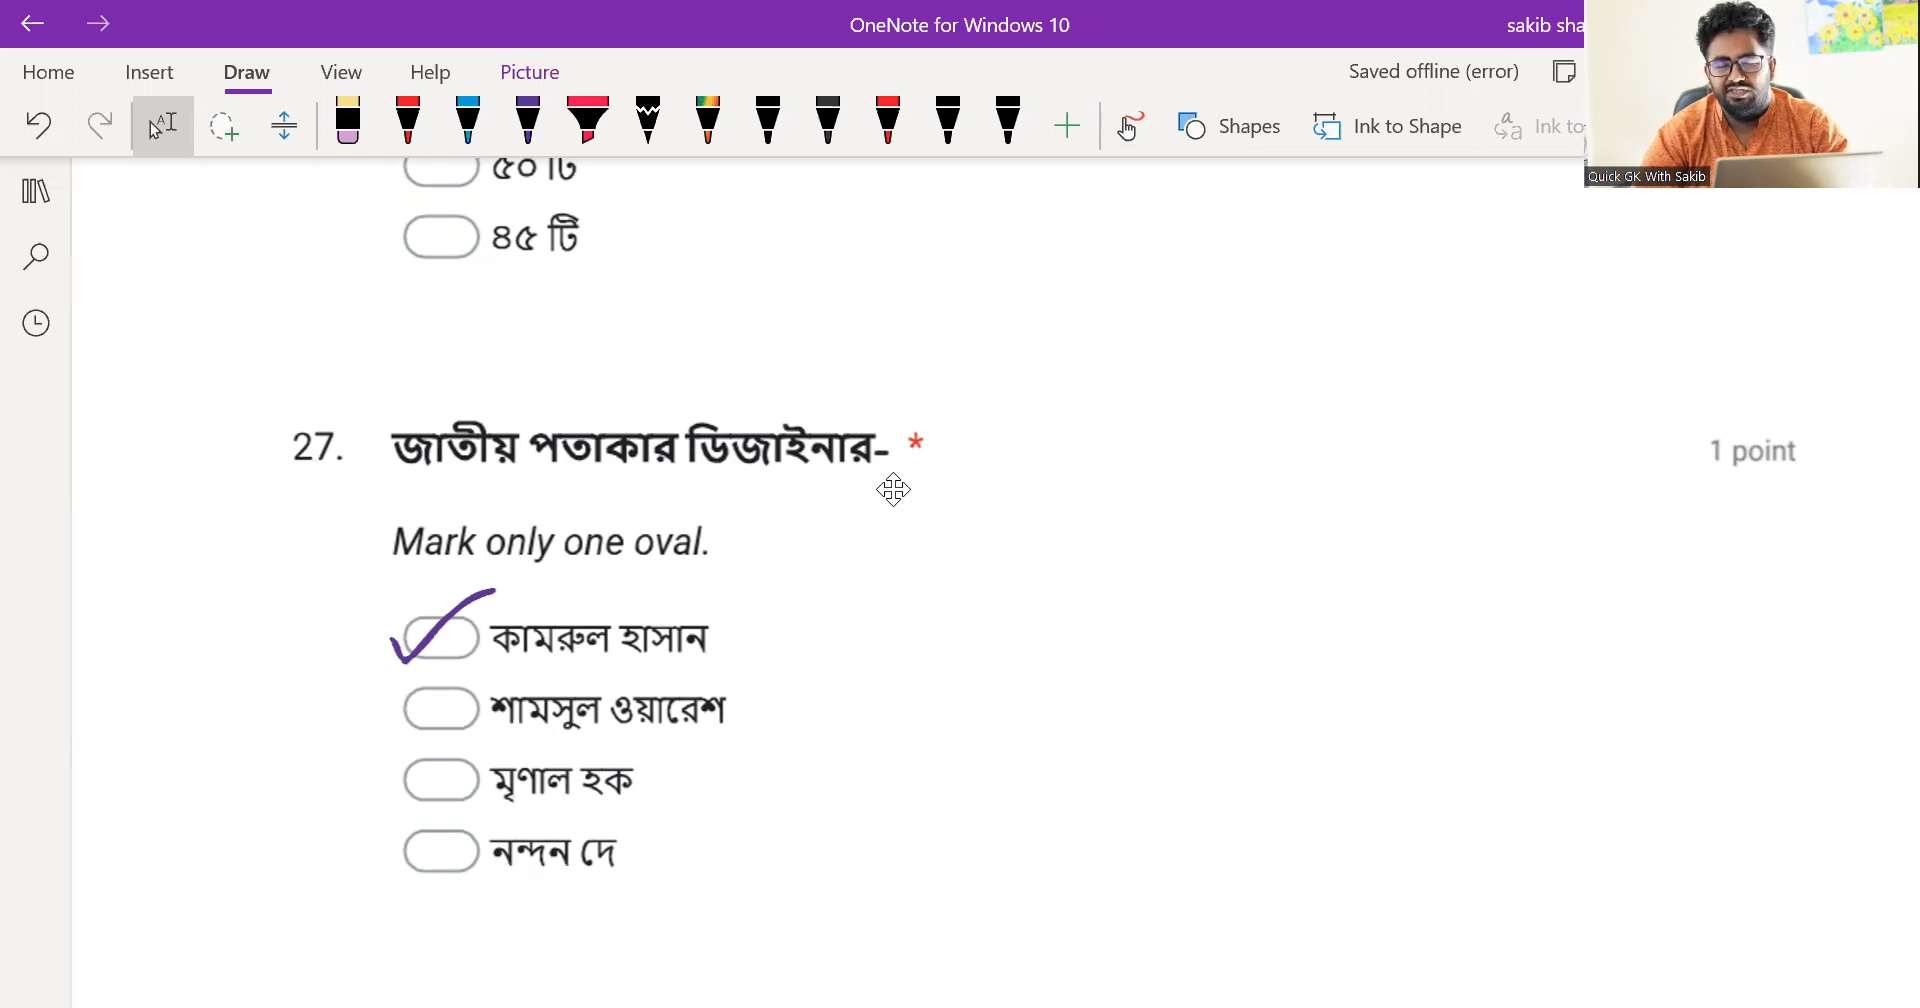 OneNote for Windows 10
sakib sha
Home Insert Draw View Help Picture
Saved offline (error)
Shapes Ink to Shape Ink to
Quick GK With Sakib
৫০ টি
৪৫ টি
27. জাতীয় পতাকার ডিজাইনার- * 1 point
Mark only one oval.
কামরুল হাসান
শামসুল ওয়ারেশ
মৃণাল হক
নন্দন দে